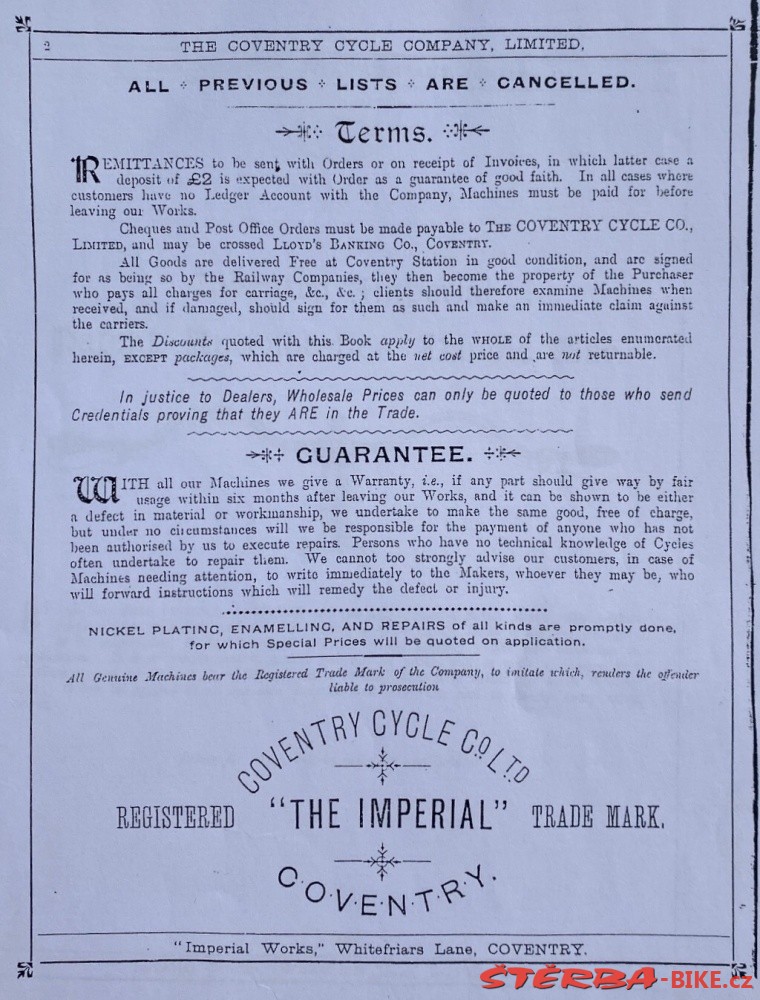 2
THE COVENTRY CYCLE COMPANY, LIMITED.
ALL PREVIOUS LISTS ARE CANCELLED.
Terms.
REMITTANCES to be sent with Orders or on receipt of Invoices, in which latter case a
deposit of £2 is expected with Order as a guarantee of good faith. In all cases where
customers have no Ledger Account with the Company, Machines must be paid for before
leaving our Works.
Cheques and Post Office Orders must be made payable to THE COVENTRY CYCLE CO.,
LIMITED, and may be crossed LLOYD'S BANKING CO., COVENTRY.
All Goods are delivered Free at Coventry Station in good condition, and are signed
for as being so by the Railway Companies, they then become the property of the Purchaser
who pays all charges for carriage, &c., &c.; clients should therefore examine Machines when
received, and if damaged, should sign for them as such and make an immediate claim against
the carriers.
The Discounts quoted with this Book apply to the WHOLE of the articles enumerated
herein, EXCEPT packages, which are charged at the net cost price and are not returnable.
In justice to Dealers, Wholesale Prices can only be quoted to those who send
Credentials proving that they ARE in the Trade.
GUARANTEE.
WITH all our Machines we give a Warranty, i.e., if any part should give way by fair
usage within six months after leaving our Works, and it can be shown to be either
a defect in material or workmanship, we undertake to make the same good, free of charge,
but under no circumstances will we be responsible for the payment of anyone who has not
been authorised by us to execute repairs. Persons who have no technical knowledge of Cycles
often undertake to repair them. We cannot too strongly advise our customers, in case of
Machines needing attention, to write immediately to the Makers, whoever they may be, who
will forward instructions which will remedy the defect or injury.
NICKEL PLATING, ENAMELLING, AND REPAIRS of all kinds are promptly done,
for which Special Prices will be quoted on application.
All Genuine Machines bear the Registered Trade Mark of the Company, to imitate which, renders the offender
liable to prosecution
COVENTRY CYCLE CO. LTD
REGISTERED "THE IMPERIAL" TRADE MARK.
C·O·V·E·N·T·R·Y.
"Imperial Works," Whitefriars Lane, COVENTRY.
ŠTĚRBA-BIKE.cz